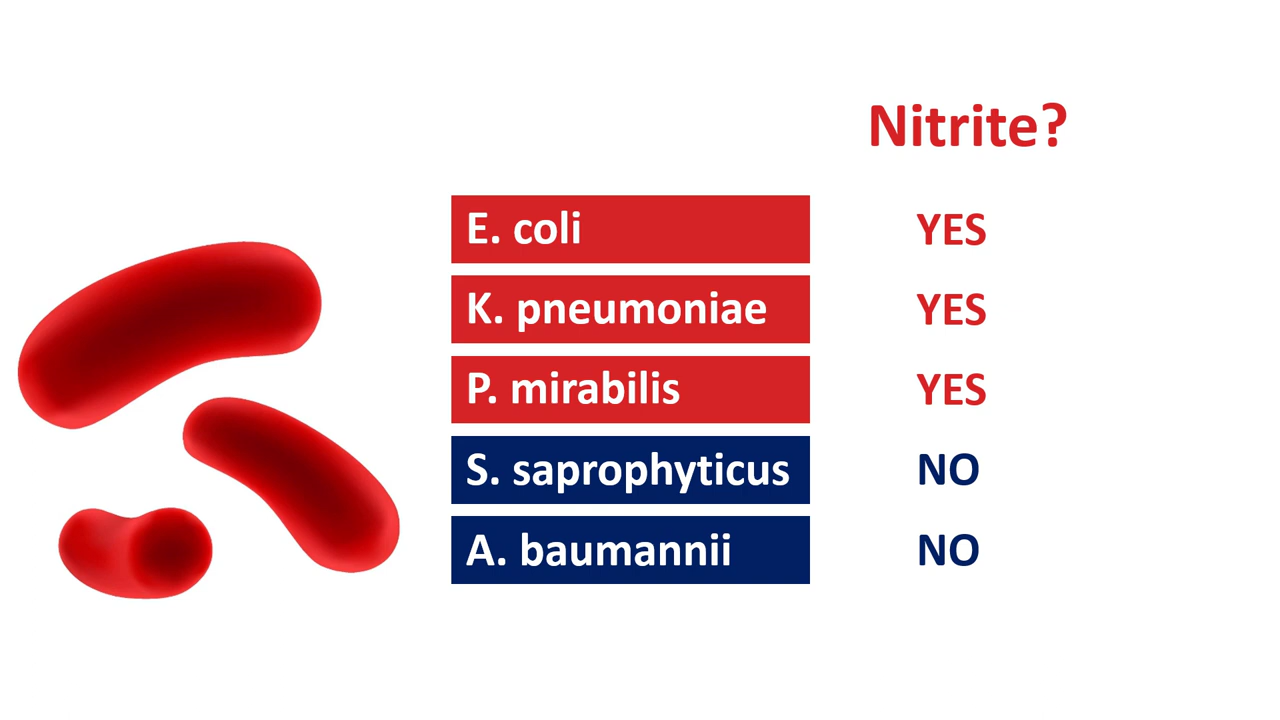 Nitrite?
E. coli YES
K. pneumoniae YES
P. mirabilis YES
S. saprophyticus NO
A. baumannii NO